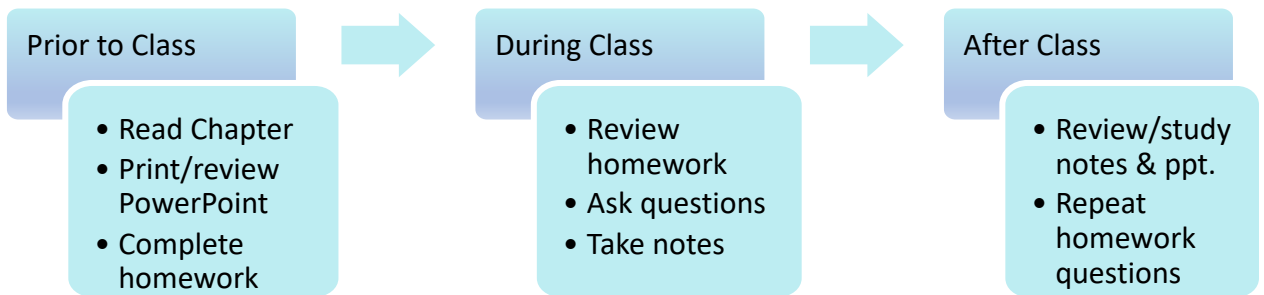 Prior to Class
• Read Chapter
• Print/review
PowerPoint
• Complete
homework
During Class
• Review
homework
• Ask questions
• Take notes
After Class
• Review/study
notes & ppt.
• Repeat
homework
questions